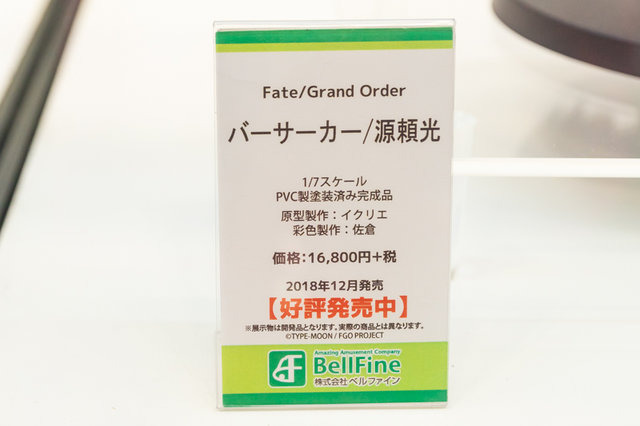 Fate/Grand Order
バーサーカー/源頼光
1/7スケール
PVC製塗装済み完成品
原型製作：イクリエ
彩色製作：佐倉
価格：16,800円+税
2018年12月発売
【好評発売中】
※展示物は開発品となります。実際の商品とは異なります。
©TYPE-MOON / FGO PROJECT
Amazing Amusement Company
BellFine
株式会社 ベルファイン